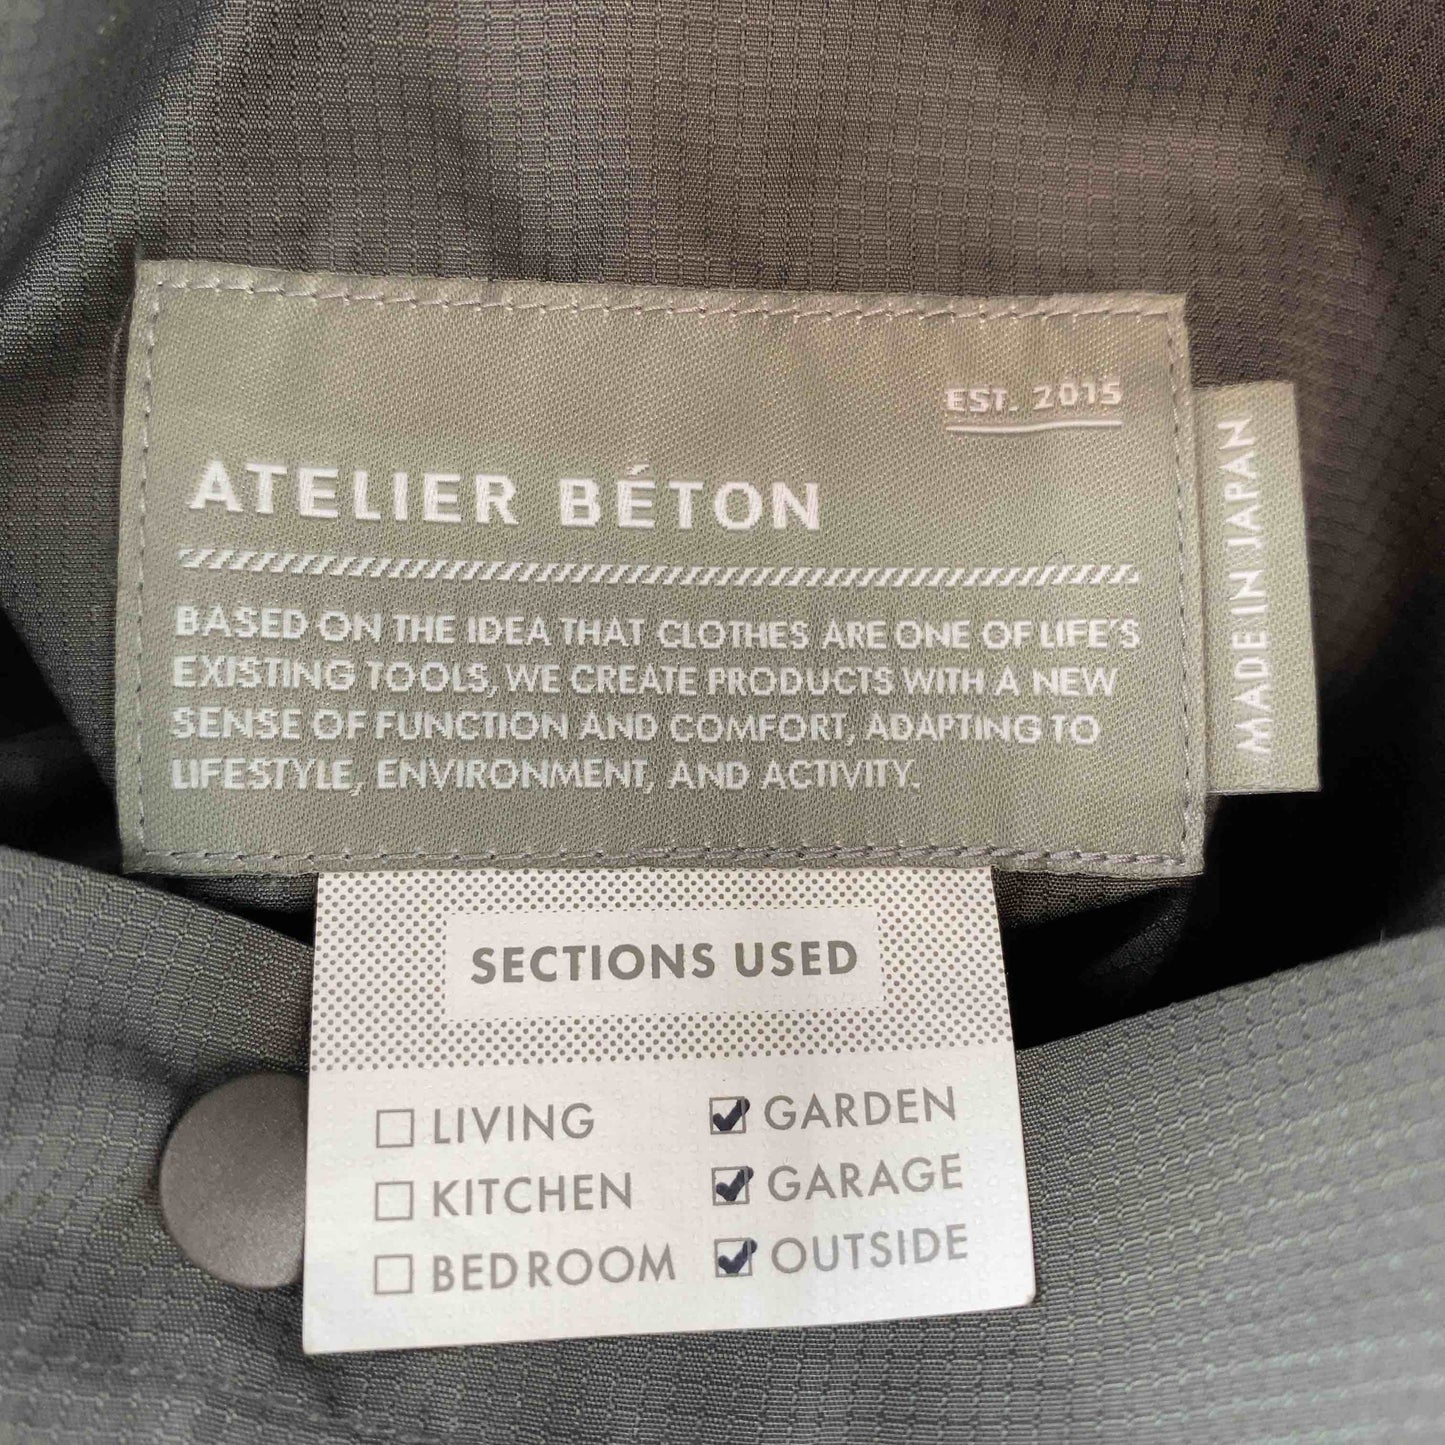 EST. 2015
ATELIER BÉTON
BASED ON THE IDEA THAT CLOTHES ARE ONE OF LIFE'S
EXISTING TOOLS, WE CREATE PRODUCTS WITH A NEW
SENSE OF FUNCTION AND COMFORT, ADAPTING TO
LIFESTYLE, ENVIRONMENT, AND ACTIVITY.
MADE IN JAPAN
SECTIONS USED
LIVING
KITCHEN
BEDROOM
GARDEN
GARAGE
OUTSIDE